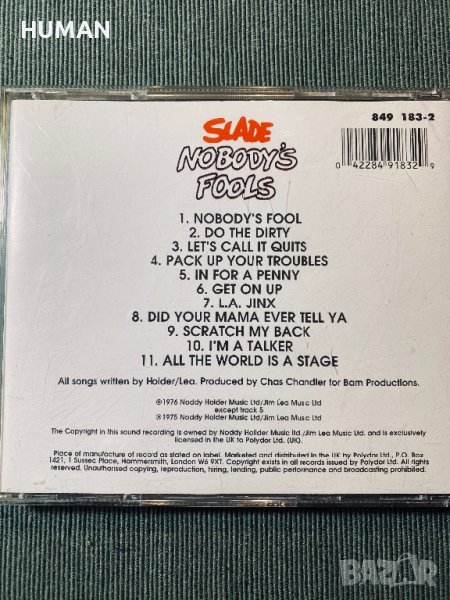 HUMAN
849 183-2
SLADE
NOBODY'S
FOOLS
0 42284 91832 9
1. NOBODY'S FOOL
2. DO THE DIRTY
3. LET'S CALL IT QUITS
4. PACK UP YOUR TROUBLES
5. IN FOR A PENNY
6. GET ON UP
7. L.A. JINX
8. DID YOUR MAMA EVER TELL YA
9. SCRATCH MY BACK
10. I'M A TALKER
11. ALL THE WORLD IS A STAGE
All songs written by Holder/Lea. Produced by Chas Chandler for Barn Productions.
℗1976 Noddy Holder Music Ltd/Jim Lea Music Ltd
except track 5
℗1975 Noddy Holder Music Ltd/Jim Lea Music Ltd
The Copyright in this sound recording is owned by Noddy Holder Music ltd./Jim Lea Music Ltd. and is exclusively
licensed in the UK to Polydor Ltd. (UK).
Place of manufacture of record as stated on label. Marketed and distributed in the UK by Polydor Ltd., P.O. Box
1421, 1 Sussex Place, Hammersmith, London W6 9XT. Copyright exists in all records issued by Polydor Ltd. All rights
reserved. Unauthorised copying, reproduction, hiring, lending, public performance and broadcasting prohibited.
BAZAR